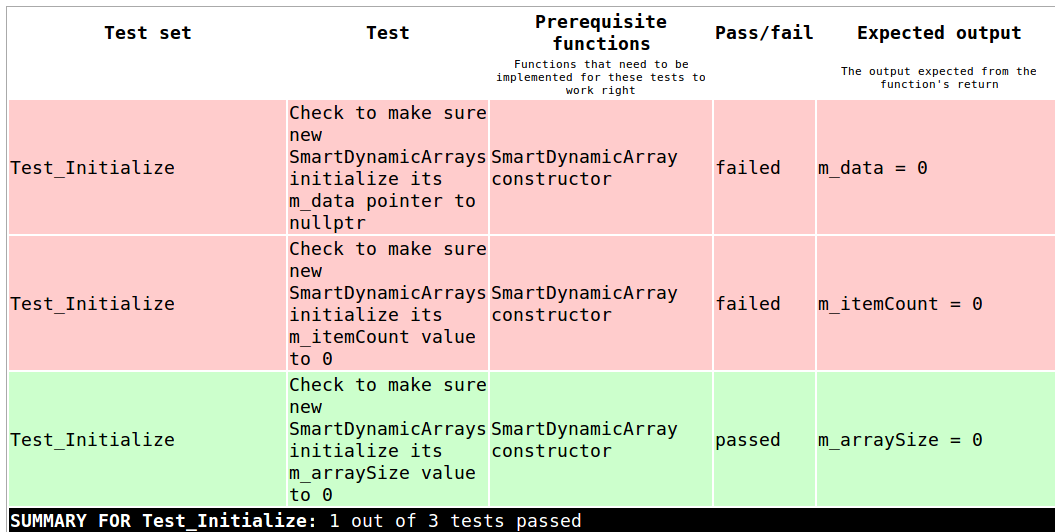 Test set
Test
Prerequisite
functions
Pass/fail
Expected output
Functions that need to be
implemented for these tests to
work right
The output expected from the
function's return
Test_Initialize
Check to make sure
new
SmartDynamicArrays
initialize its
m_data pointer to
nullptr
SmartDynamicArray
constructor
failed
m_data = 0
Test_Initialize
Check to make sure
new
SmartDynamicArrays
initialize its
m_itemCount value
to 0
SmartDynamicArray
constructor
failed
m_itemCount = 0
Test_Initialize
Check to make sure
new
SmartDynamicArrays
initialize its
m_arraySize value
to 0
SmartDynamicArray
constructor
passed
m_arraySize = 0
SUMMARY FOR Test_Initialize: 1 out of 3 tests passed